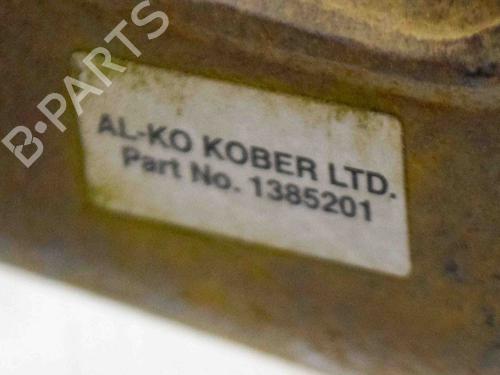 B-PARTS
AL-KO KOBER LTD.
Part No. 1385201